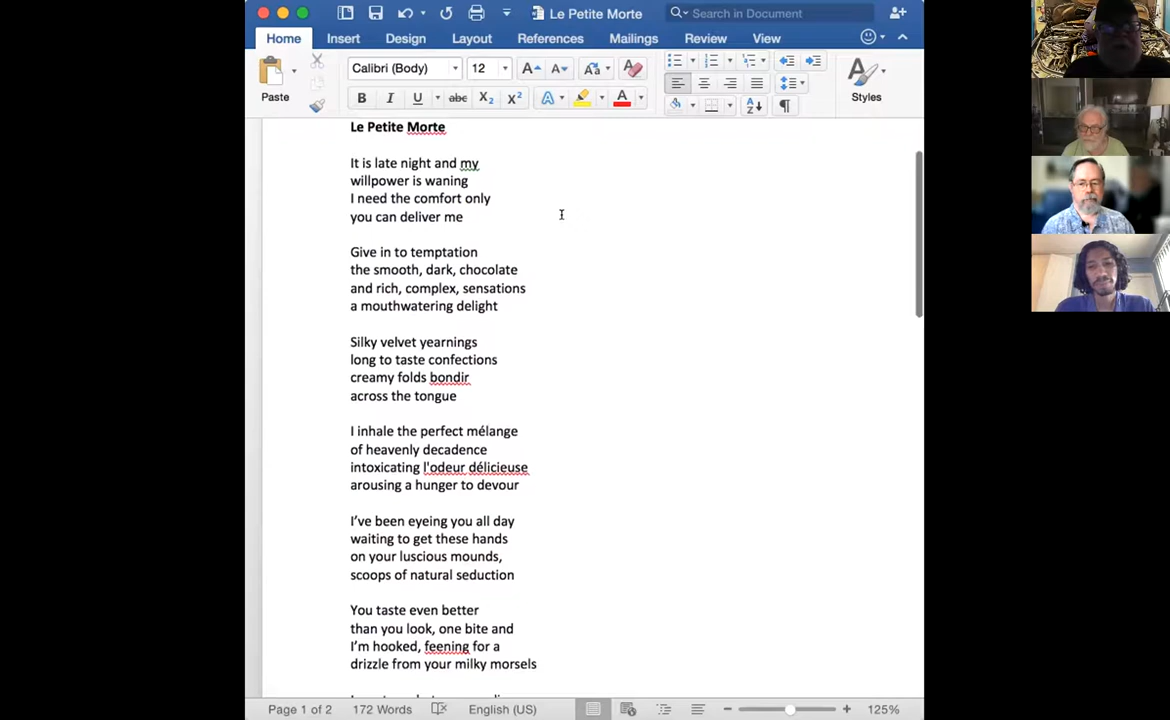 Le Petite Morte
Search in Document
Home Insert Design Layout References Mailings Review View
Paste
Calibri (Body) 12
Styles
Le Petite Morte
It is late night and my
willpower is waning
I need the comfort only
you can deliver me
Give in to temptation
the smooth, dark, chocolate
and rich, complex, sensations
a mouthwatering delight
Silky velvet yearnings
long to taste confections
creamy folds bondir
across the tongue
I inhale the perfect mélange
of heavenly decadence
intoxicating l'odeur délicieuse
arousing a hunger to devour
I've been eyeing you all day
waiting to get these hands
on your luscious mounds,
scoops of natural seduction
You taste even better
than you look, one bite and
I'm hooked, feening for a
drizzle from your milky morsels
Page 1 of 2 172 Words English (US) 125%